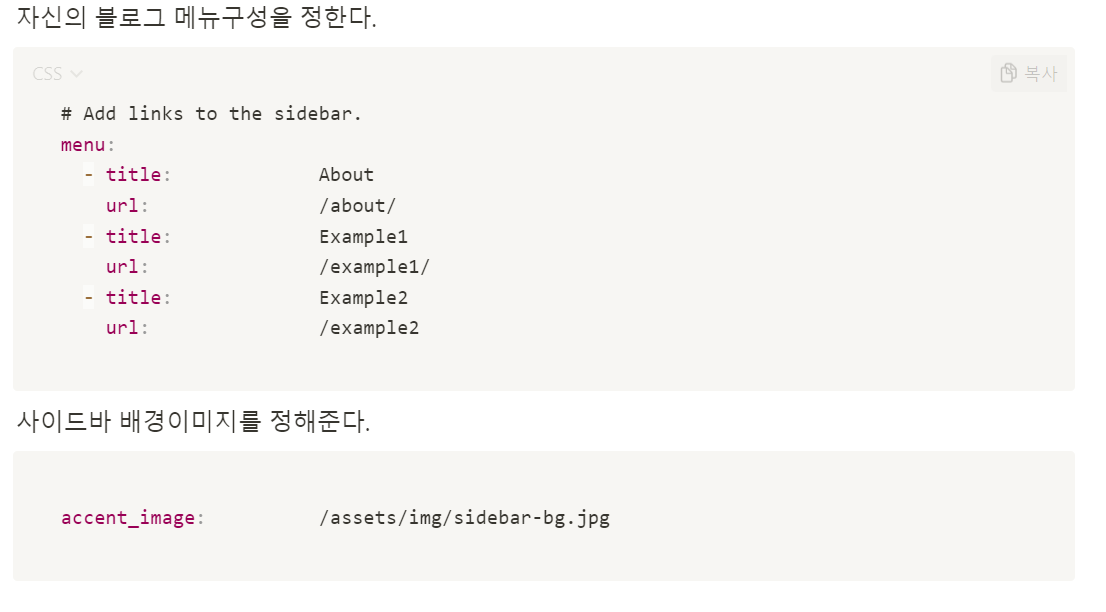 자신의 블로그 메뉴구성을 정한다.
CSS
복사
# Add links to the sidebar.
menu:
- title: About
url: /about/
- title: Example1
url: /example1/
- title: Example2
url: /example2
사이드바 배경이미지를 정해준다.
accent_image: /assets/img/sidebar-bg.jpg